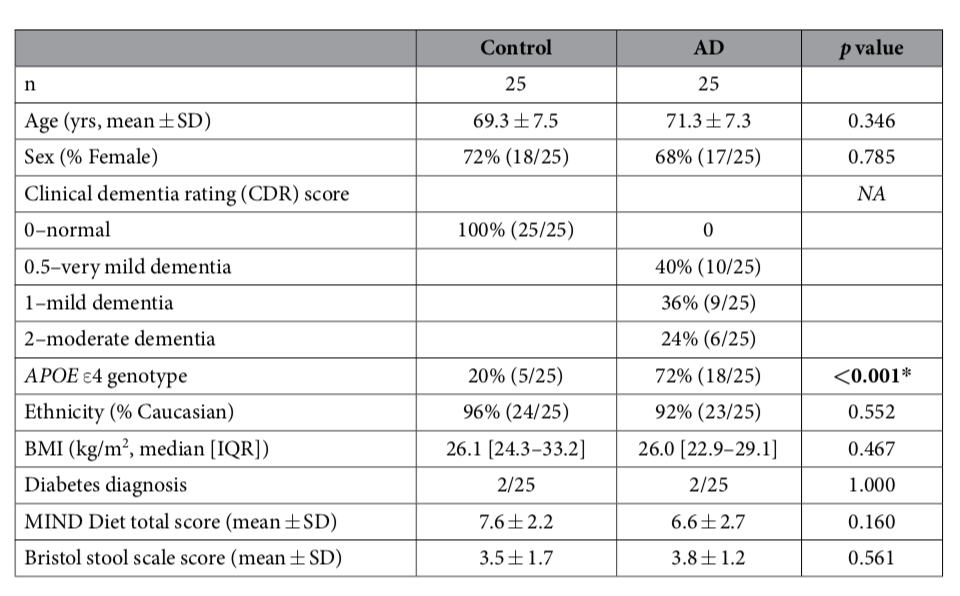 Control AD p value
n 25 25
Age (yrs, mean ± SD) 69.3 ± 7.5 71.3 ± 7.3 0.346
Sex (% Female) 72% (18/25) 68% (17/25) 0.785
Clinical dementia rating (CDR) score NA
0–normal 100% (25/25) 0
0.5–very mild dementia 40% (10/25)
1–mild dementia 36% (9/25)
2–moderate dementia 24% (6/25)
APOE ε4 genotype 20% (5/25) 72% (18/25) <0.001*
Ethnicity (% Caucasian) 96% (24/25) 92% (23/25) 0.552
BMI (kg/m², median [IQR]) 26.1 [24.3–33.2] 26.0 [22.9–29.1] 0.467
Diabetes diagnosis 2/25 2/25 1.000
MIND Diet total score (mean ± SD) 7.6 ± 2.2 6.6 ± 2.7 0.160
Bristol stool scale score (mean ± SD) 3.5 ± 1.7 3.8 ± 1.2 0.561